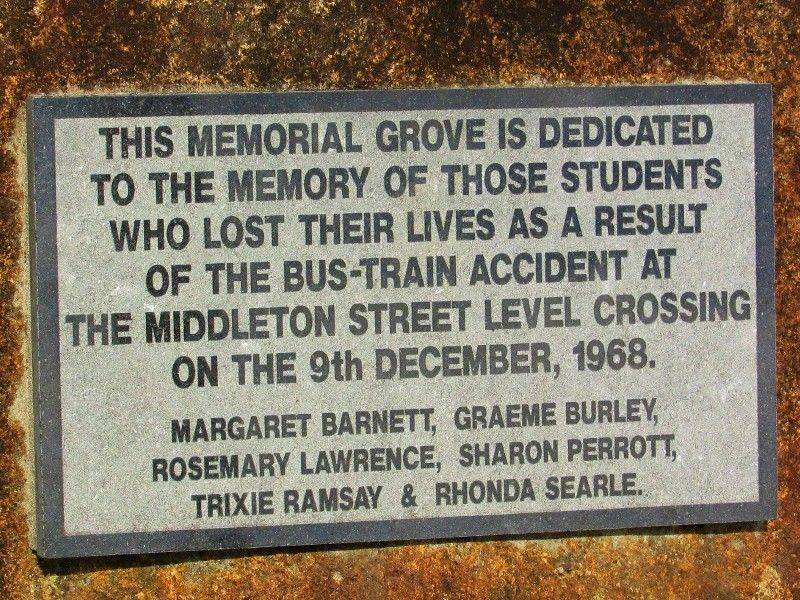 THIS MEMORIAL GROVE IS DEDICATED
TO THE MEMORY OF THOSE STUDENTS
WHO LOST THEIR LIVES AS A RESULT
OF THE BUS-TRAIN ACCIDENT AT
THE MIDDLETON STREET LEVEL CROSSING
ON THE 9th DECEMBER, 1968.
MARGARET BARNETT, GRAEME BURLEY,
ROSEMARY LAWRENCE, SHARON PERROTT,
TRIXIE RAMSAY & RHONDA SEARLE.